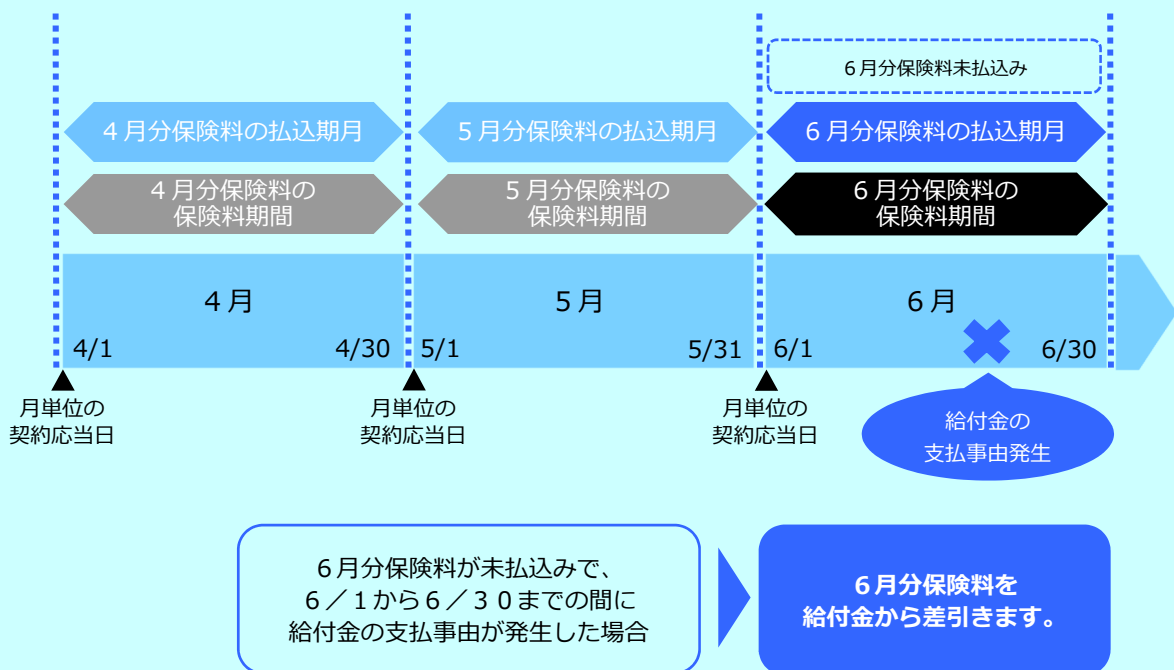 ６月分保険料未払込み
４月分保険料の払込期月
５月分保険料の払込期月
６月分保険料の払込期月
４月分保険料の
保険料期間
５月分保険料の
保険料期間
６月分保険料の
保険料期間
４月
５月
６月
4/1
4/30
5/1
5/31
6/1
6/30
月単位の
契約応当日
月単位の
契約応当日
月単位の
契約応当日
給付金の
支払事由発生
６月分保険料が未払込みで、
６／１から６／３０までの間に
給付金の支払事由が発生した場合
６月分保険料を
給付金から差引きます。